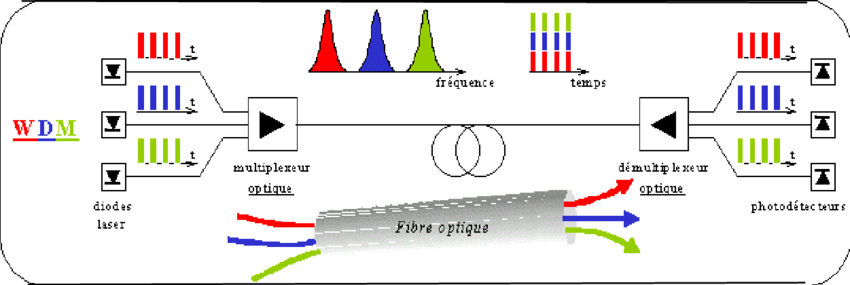 t
t
t
WDM
diodes
laser
multiplexeur
optique
fréquence
temps
Fibre optique
démultiplexeur
optique
t
t
t
photodétecteurs